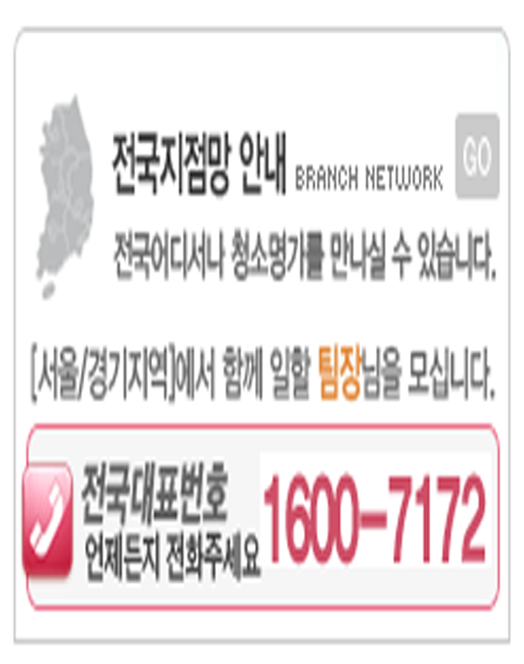 전국지점망 안내 BRANCH NETWORK GO
전국어디서나 청소명가를 만나실 수 있습니다.
[서울/경기지역]에서 함께 일할 팀장님을 모십니다.
전국대표번호
언제든지 전화주세요
1600-7172